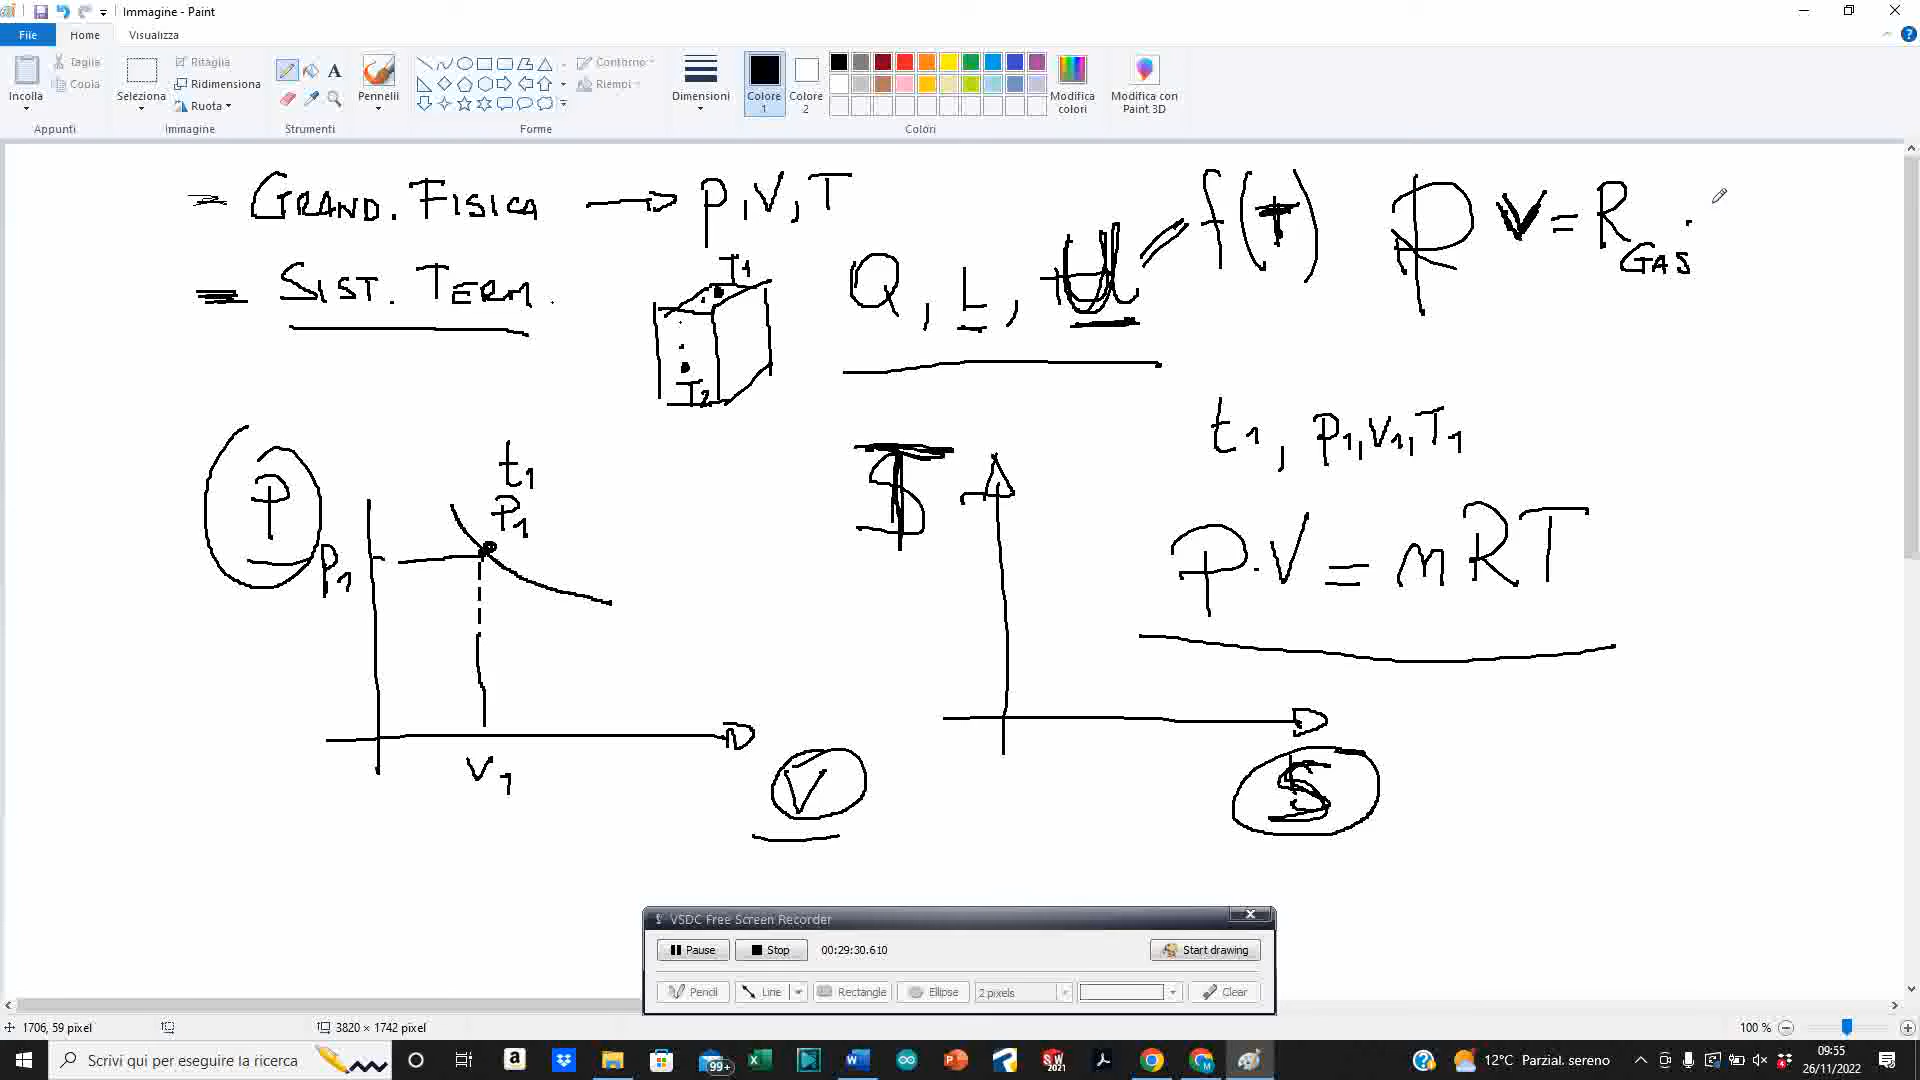 Immagine - Paint
File Home Visualizza
Incolla Taglia Copia Appunti
Seleziona Ritaglia Ridimensiona Ruota Immagine
Strumenti
Pennelli
Contorno Riempi Forme
Dimensioni
Colore 1 Colore 2 Modifica colori Colori
Modifica con Paint 3D
= GRAND. FISICA → P, V, T
= SIST. TERM.
T1
T2
Q, L, U = f(T)
P V = R GAS .
t1, P1, V1, T1
P
P1
t1
P1
V1
V
T
S
P.V = m R T
VSDC Free Screen Recorder
Pause Stop 00:29:30.610 Start drawing
Pencil Line Rectangle Ellipse 2 pixels Clear
1706, 59 pixel 3820 × 1742 pixel 100 %
Scrivi qui per eseguire la ricerca 99+ 12°C Parzial. sereno 09:55
26/11/2022